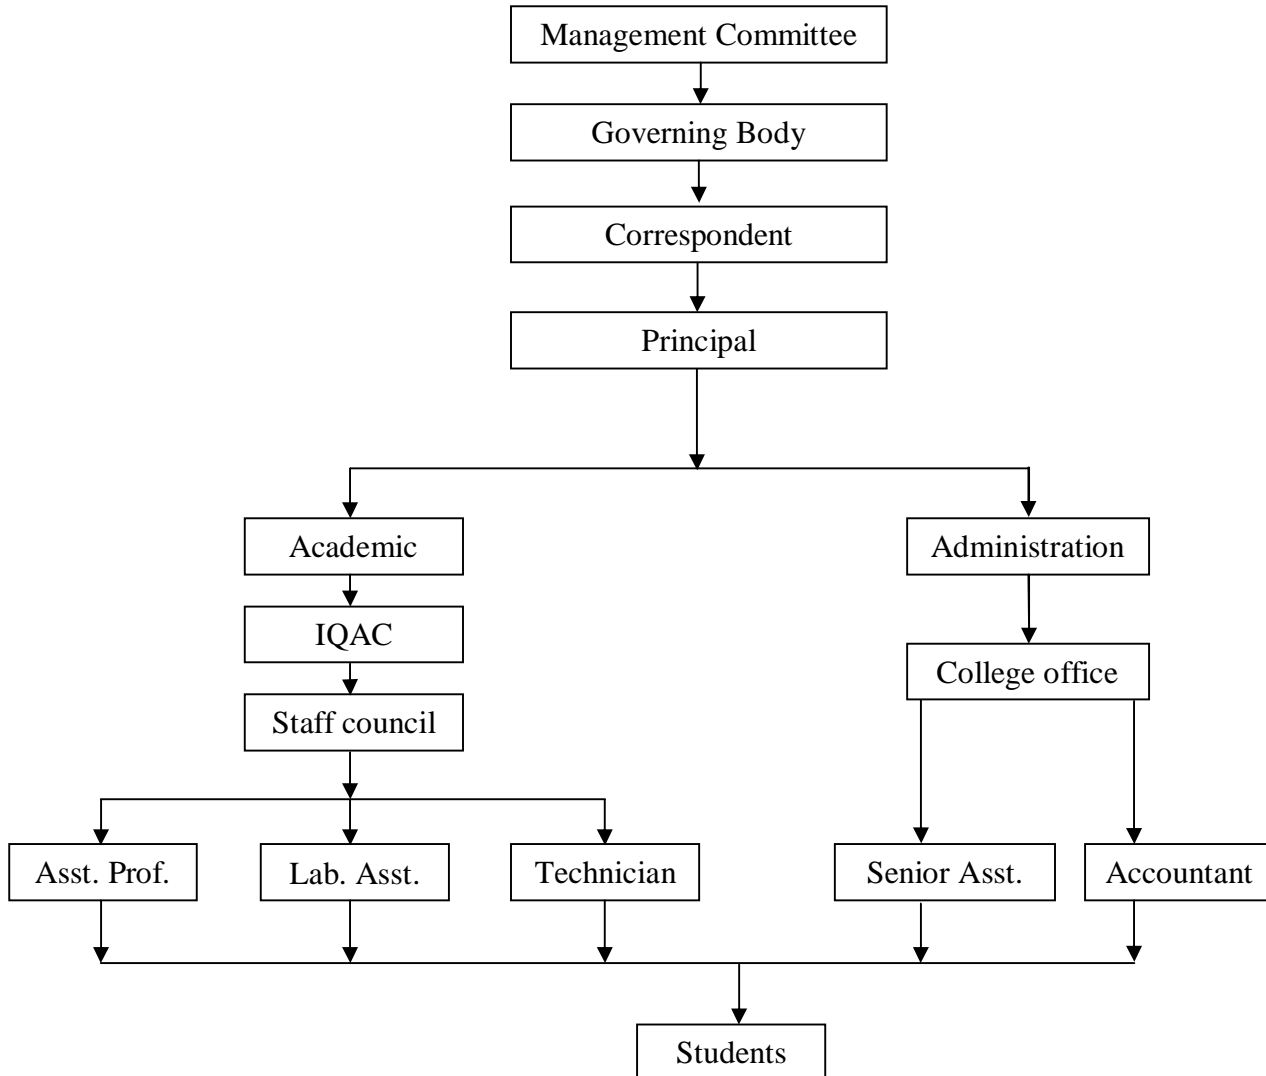 Management Committee
Governing Body
Correspondent
Principal
Academic
Administration
IQAC
College office
Staff council
Asst. Prof.
Lab. Asst.
Technician
Senior Asst.
Accountant
Students